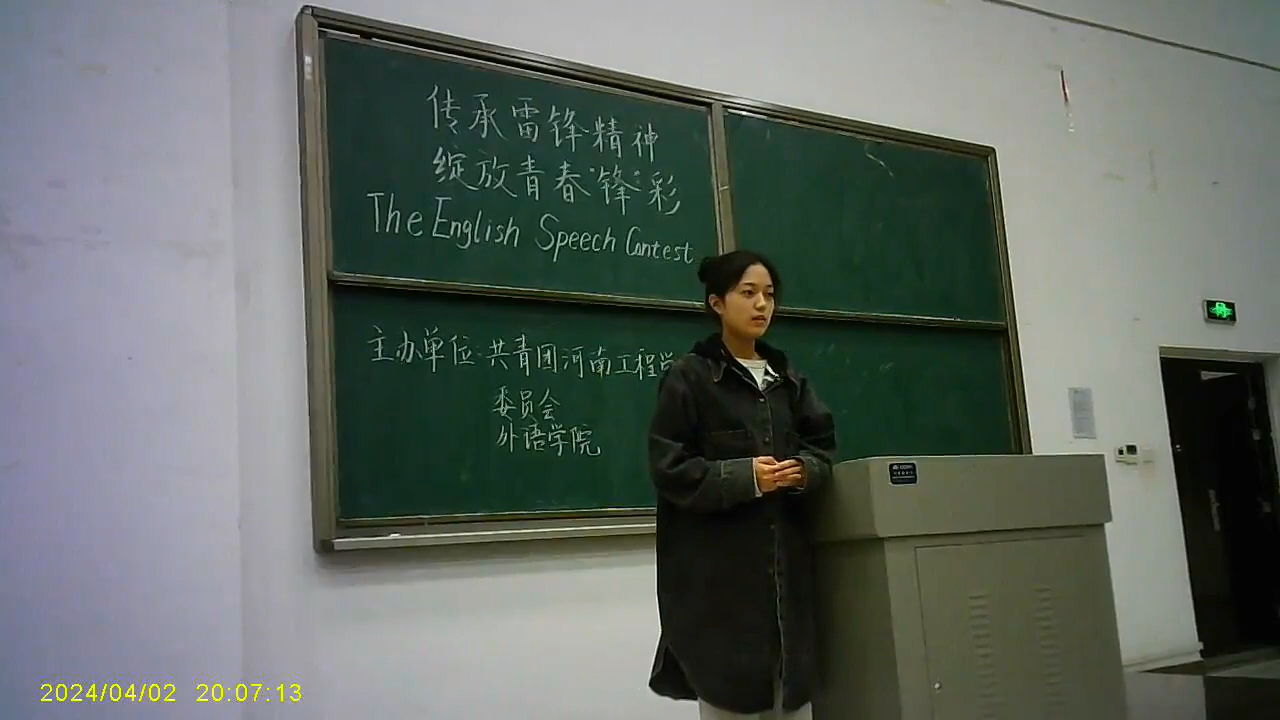 传承雷锋精神
绽放青春“锋”彩
The English Speech Contest
主办单位:共青团河南工程学
委员会
外语学院
2024/04/02 20:07:13